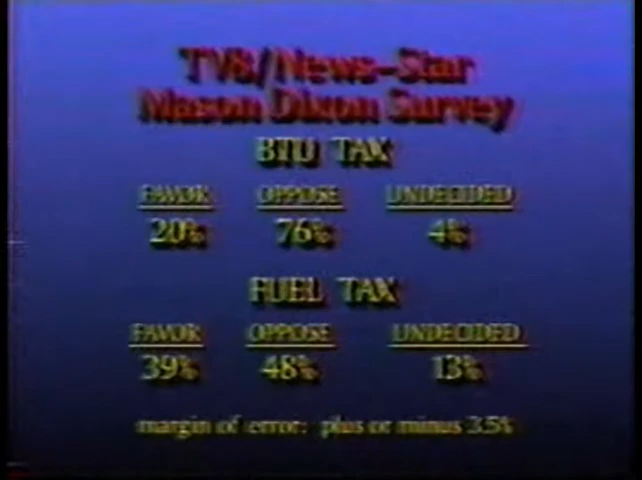 TV8/News-Star
Mason Dixon Survey
BTU TAX
FAVOR OPPOSE UNDECIDED
20% 76% 4%
FUEL TAX
FAVOR OPPOSE UNDECIDED
39% 48% 13%
margin of error: plus or minus 3.5%